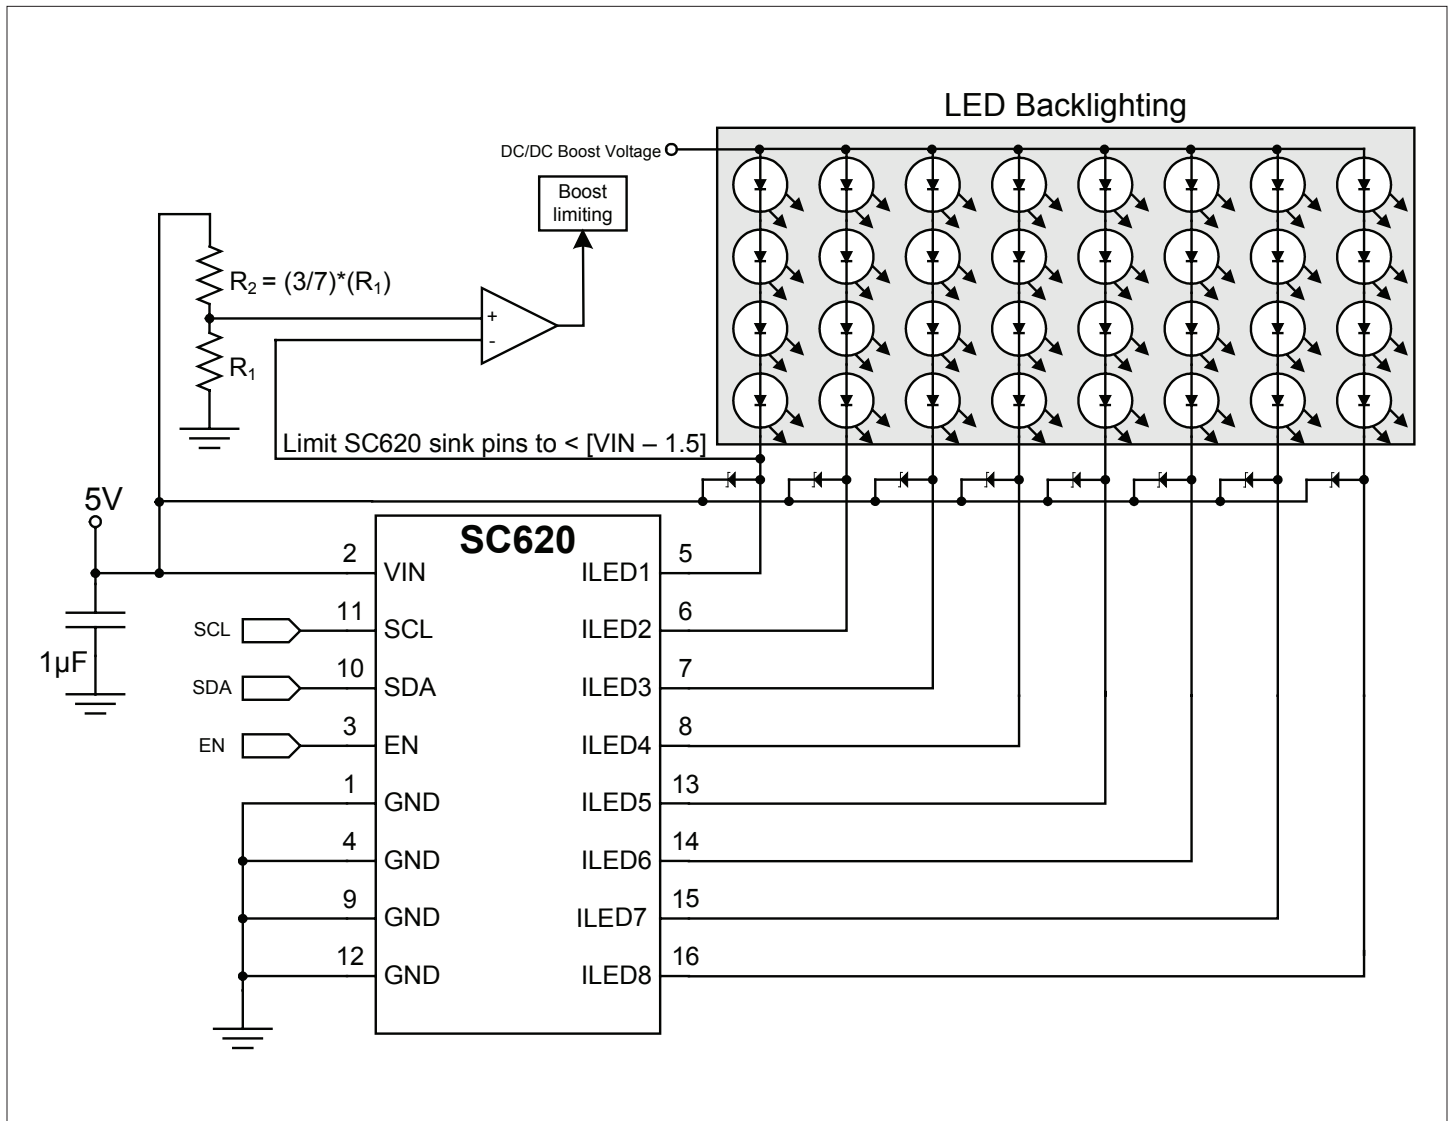 LED Backlighting
DC/DC Boost Voltage
Boost
limiting
R₂ = (3/7)*(R₁)
+
-
R₁
Limit SC620 sink pins to < [VIN – 1.5]
5V
1µF
SC620
2
VIN
ILED1
5
SCL
11
SCL
ILED2
6
SDA
10
SDA
ILED3
7
EN
3
EN
ILED4
8
1
GND
ILED5
13
4
GND
ILED6
14
9
GND
ILED7
15
12
GND
ILED8
16